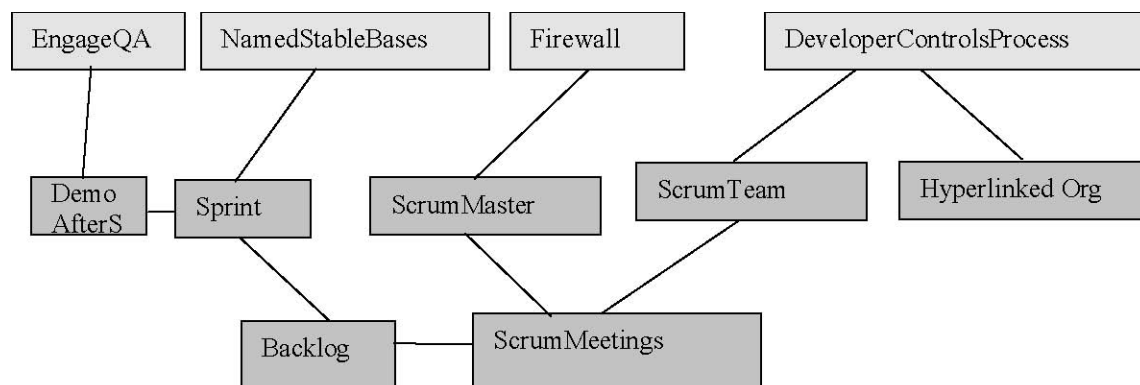 EngageQA
NamedStableBases
Firewall
DeveloperControlsProcess
Demo
AfterS
Sprint
ScrumMaster
ScrumTeam
Hyperlinked Org
Backlog
ScrumMeetings